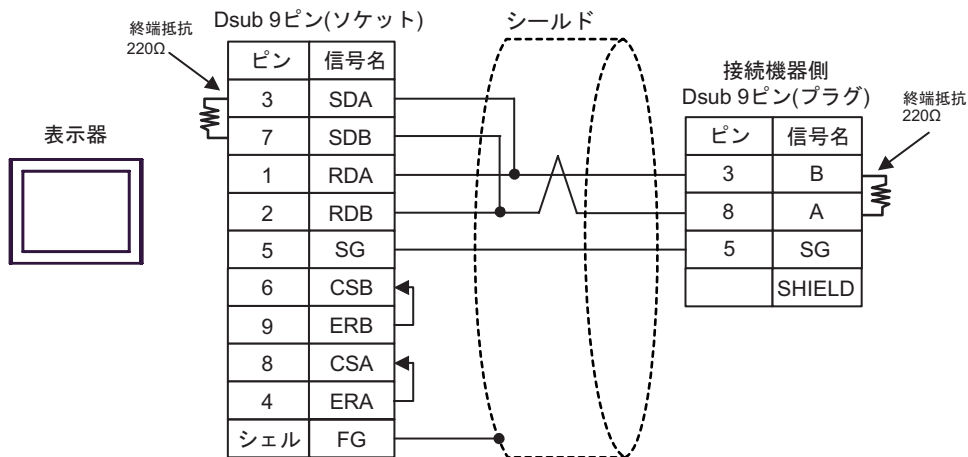 Dsub 9ピン(ソケット)
シールド
終端抵抗
220Ω
表示器
ピン 信号名
3 SDA
7 SDB
1 RDA
2 RDB
5 SG
6 CSB
9 ERB
8 CSA
4 ERA
シェル FG
接続機器側
Dsub 9ピン(プラグ)
終端抵抗
220Ω
ピン 信号名
3 B
8 A
5 SG
SHIELD